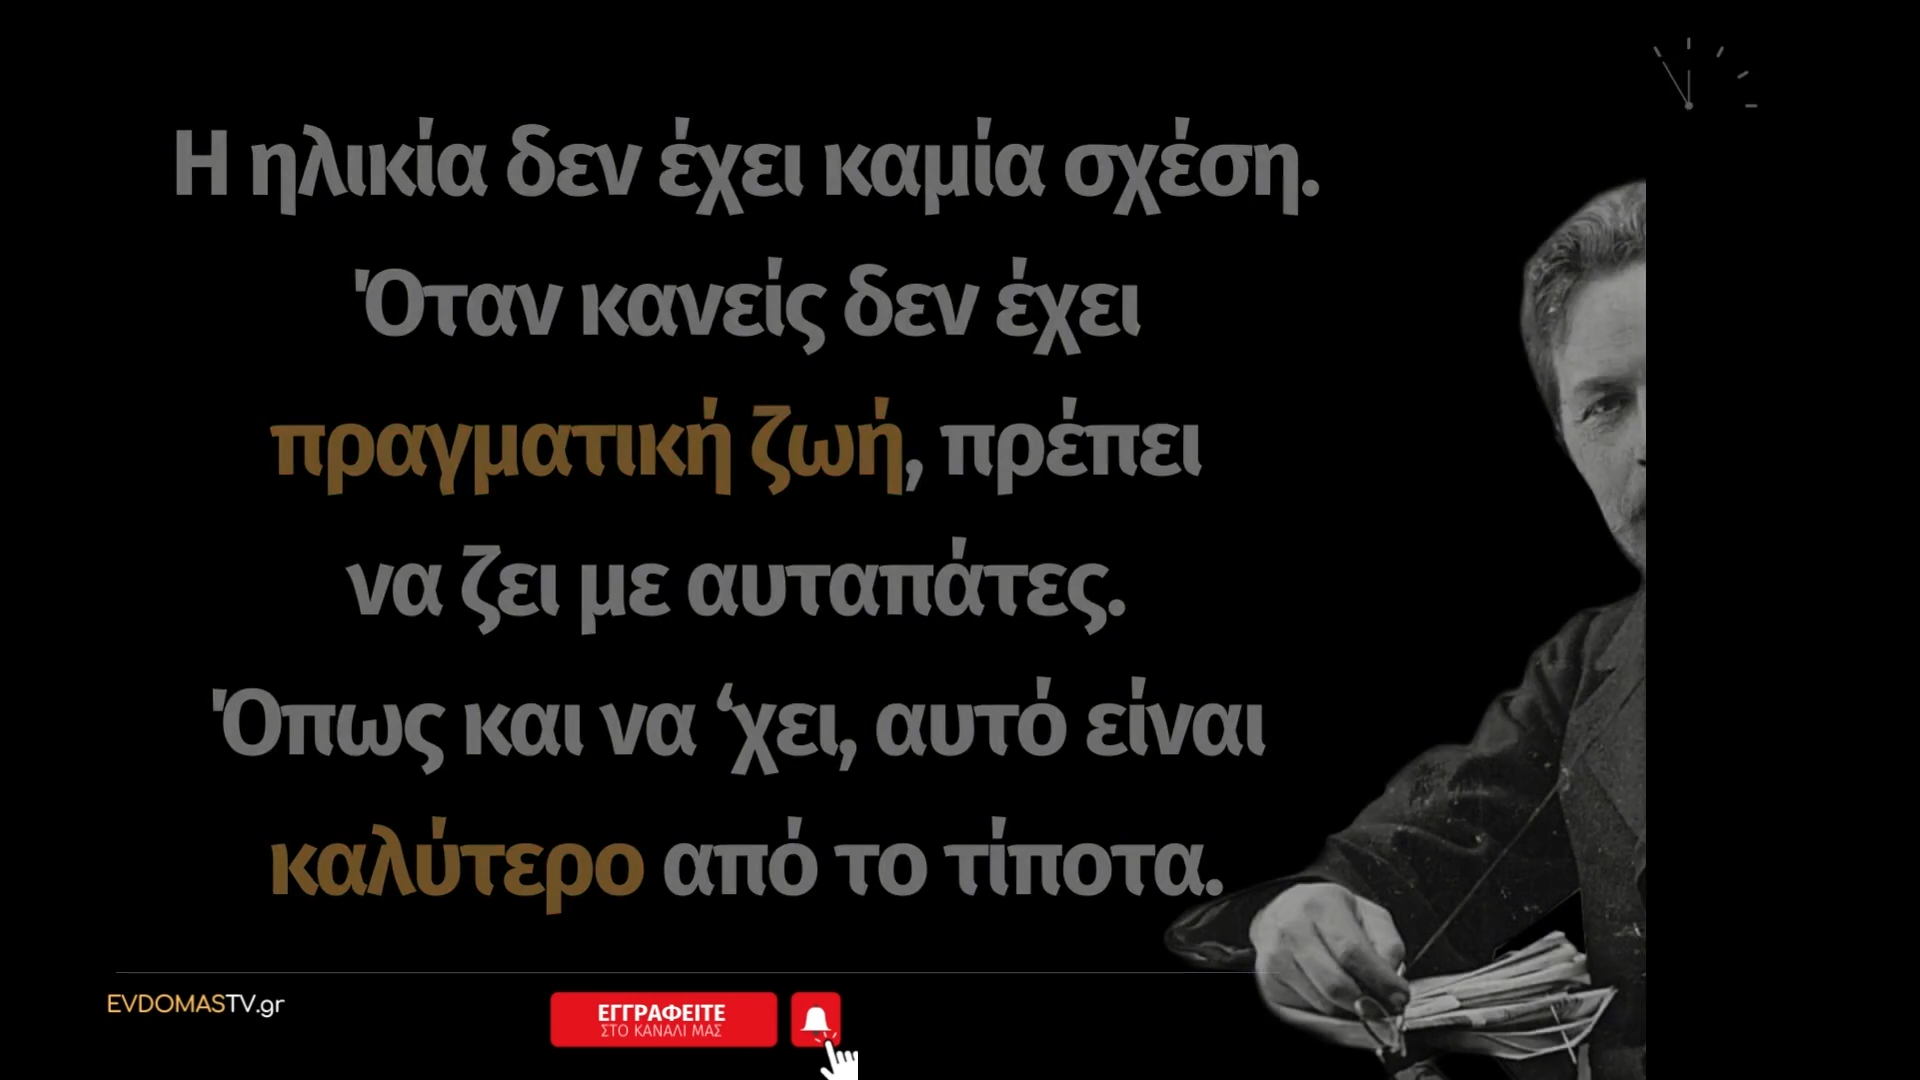 Η ηλικία δεν έχει καμία σχέση.
Όταν κανείς δεν έχει
πραγματική ζωή, πρέπει
να ζει με αυταπάτες.
Όπως και να ‘χει, αυτό είναι
καλύτερο από το τίποτα.
EVDOMASTV.gr
ΕΓΓΡΑΦΕΙΤΕ
ΣΤΟ ΚΑΝΑΛΙ ΜΑΣ